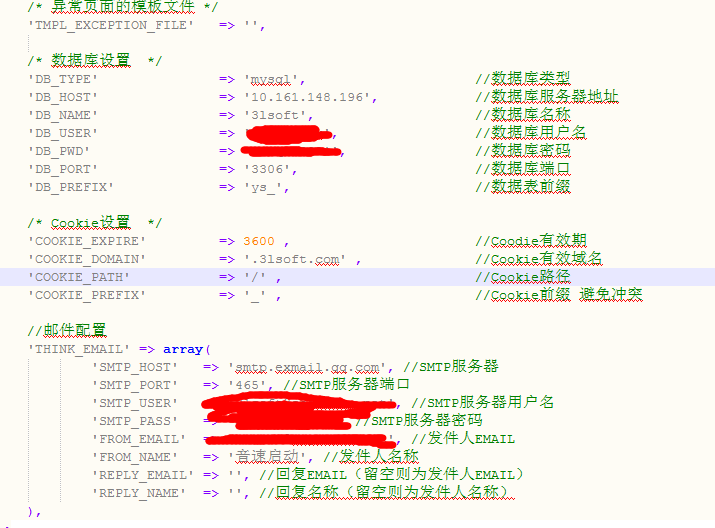 /* 异常页面的模板文件 */
'TMPL_EXCEPTION_FILE' => '',
/* 数据库设置 */
'DB_TYPE' => 'mysql', //数据库类型
'DB_HOST' => '10.161.148.196', //数据库服务器地址
'DB_NAME' => '3lsoft', //数据库名称
'DB_USER' => ', //数据库用户名
'DB_PWD' => , //数据库密码
'DB_PORT' => '3306', //数据库端口
'DB_PREFIX' => 'ys_', //数据表前缀
/* Cookie设置 */
'COOKIE_EXPIRE' => 3600 , //Coodie有效期
'COOKIE_DOMAIN' => '.3lsoft.com' , //Cookie有效域名
'COOKIE_PATH' => '/' , //Cookie路径
'COOKIE_PREFIX' => '_' , //Cookie前缀 避免冲突
//邮件配置
'THINK_EMAIL' => array(
'SMTP_HOST' => 'smtp.exmail.qq.com', //SMTP服务器
'SMTP_PORT' => '465', //SMTP服务器端口
'SMTP_USER' ', //SMTP服务器用户名
'SMTP_PASS' => //SMTP服务器密码
'FROM_EMAIL' => ', //发件人EMAIL
'FROM_NAME' => '音速启动', //发件人名称
'REPLY_EMAIL' => '', //回复EMAIL（留空则为发件人EMAIL）
'REPLY_NAME' => '', //回复名称（留空则为发件人名称）
),